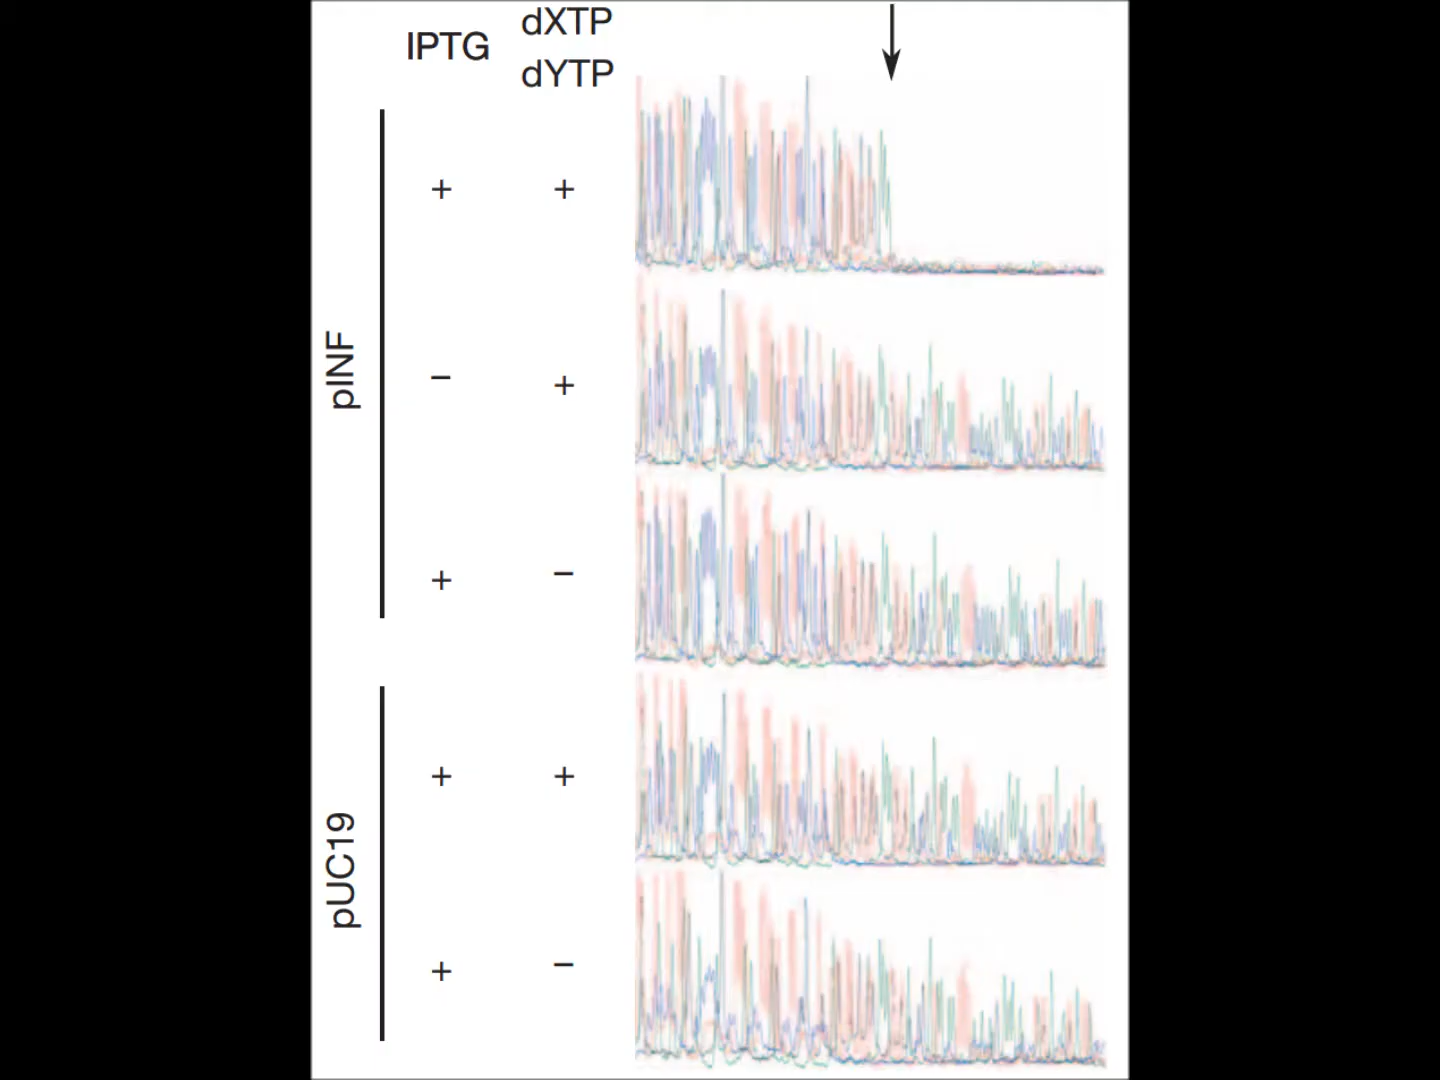 IPTG
dXTP
dYTP
pINF
+ +
− +
+ −
pUC19
+ +
+ −